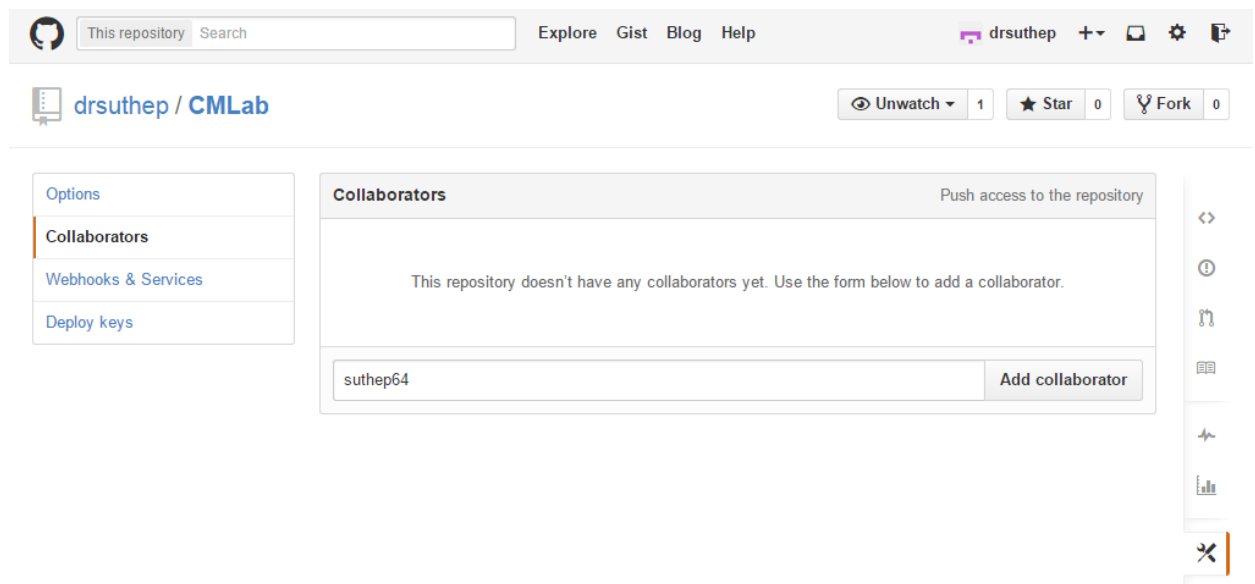 This repository Search Explore Gist Blog Help drsuthep
drsuthep / CMLab Unwatch 1 Star 0 Fork 0
Options
Collaborators
Webhooks & Services
Deploy keys
Collaborators Push access to the repository
This repository doesn't have any collaborators yet. Use the form below to add a collaborator.
suthep64 Add collaborator